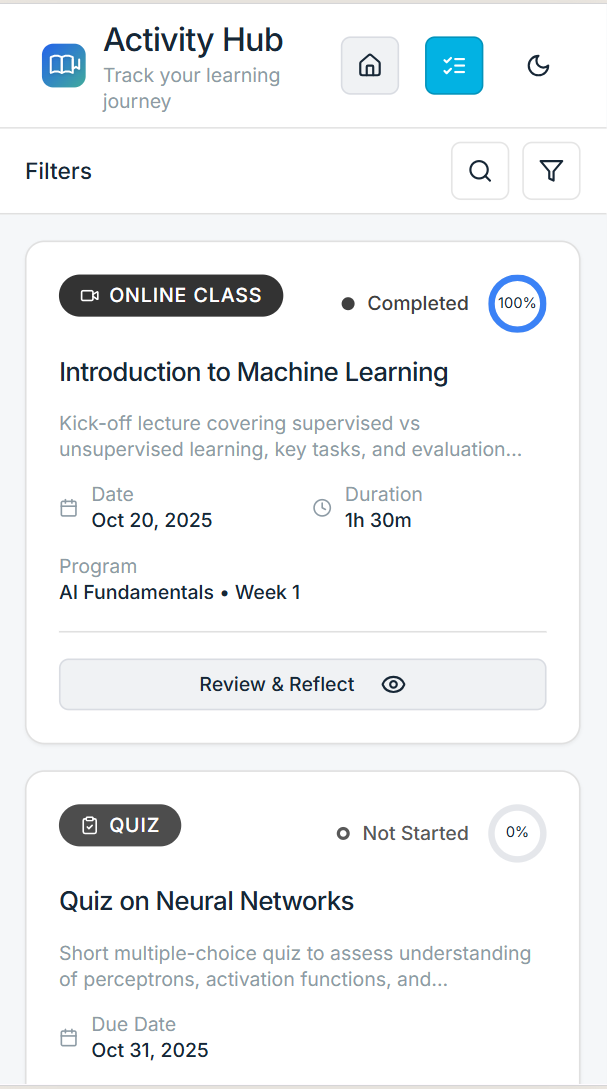 Activity Hub
Track your learning
journey
Filters
ONLINE CLASS
Completed
100%
Introduction to Machine Learning
Kick-off lecture covering supervised vs
unsupervised learning, key tasks, and evaluation...
Date
Oct 20, 2025
Duration
1h 30m
Program
AI Fundamentals • Week 1
Review & Reflect
QUIZ
Not Started
0%
Quiz on Neural Networks
Short multiple-choice quiz to assess understanding
of perceptrons, activation functions, and...
Due Date
Oct 31, 2025